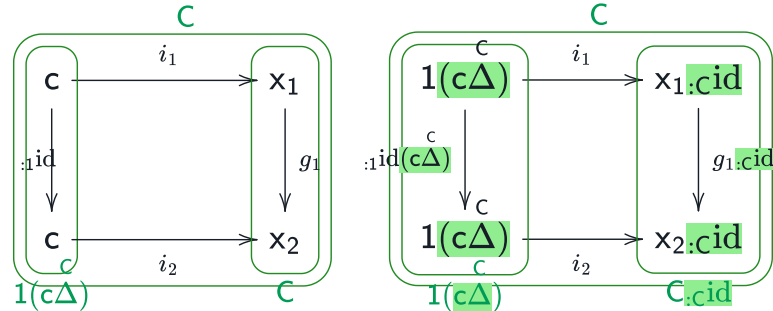 C
i₁
c x₁
:₁id g₁
c x₂
i₂
C
1(cΔ) C
C
C
i₁
1(cΔ) x₁:Cid
C
:₁id(cΔ) g₁:Cid
C
1(cΔ) x₂:Cid
i₂
C
1(cΔ) C:Cid